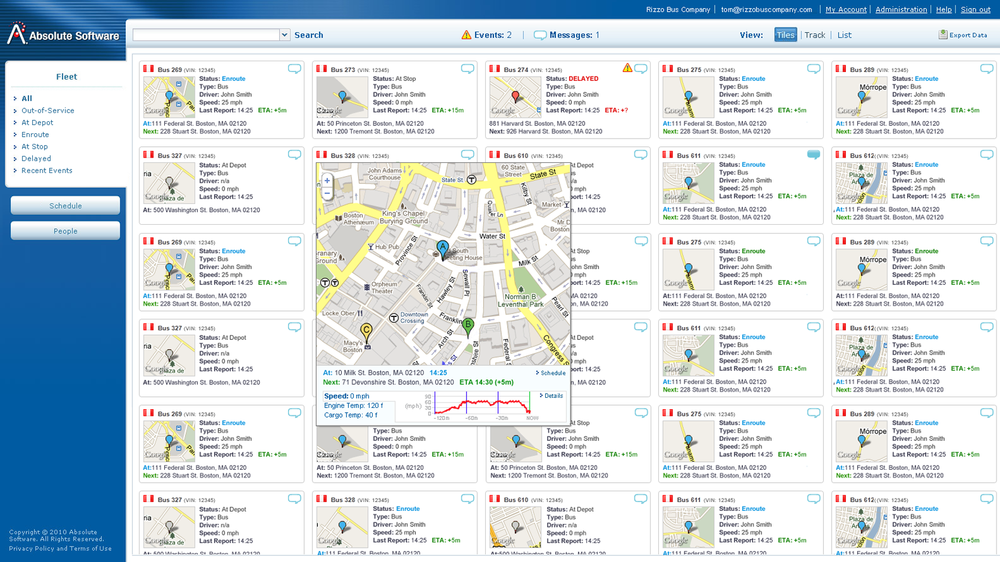 Rizzo Bus Company | tom@rizzobuscompany.com | My Account | Administration | Help | Sign out
Absolute Software
Search
Events: 2 | Messages: 1
View: Tiles | Track | List
Export Data
Fleet
All
Out-of-Service
At Depot
Enroute
At Stop
Delayed
Recent Events
Schedule
People
Copyright © 2010 Absolute
Software. All Rights Reserved.
Privacy Policy and Terms of Use
Bus 269 (VIN: 12345)
Status: Enroute
Type: Bus
Driver: John Smith
Speed: 25 mph
Last Report: 14:25 ETA: +5m
At:111 Federal St. Boston, MA 02120
Next: 228 Stuart St. Boston, MA 02120
Bus 273 (VIN: 12345)
Status: At Stop
Type: Bus
Driver: John Smith
Speed: 0 mph
Last Report: 14:25 ETA: +15m
At: 50 Princeton St. Boston, MA 02120
Next: 1200 Tremont St. Boston, MA 02120
Bus 274 (VIN: 12345)
Status: DELAYED
Type: Bus
Driver: John Smith
Speed: 0 mph
Last Report: 14:25 ETA: +?
881 Harvard St. Boston, MA 02120
Next: 926 Harvard St. Boston, MA 02120
Bus 275 (VIN: 12345)
Status: Enroute
Type: Bus
Driver: John Smith
Speed: 25 mph
Last Report: 14:25 ETA: +5m
At:111 Federal St. Boston, MA 02120
Next: 228 Stuart St. Boston, MA 02120
Bus 289 (VIN: 12345)
Mórrope
Status: Enroute
Type: Bus
Driver: John Smith
Speed: 25 mph
Last Report: 14:25 ETA: +5m
At:111 Federal St. Boston, MA 02120
Next: 228 Stuart St. Boston, MA 02120
Bus 327 (VIN: 12345)
Status: At Depot
Type: Bus
Driver: n/a
Speed: 0 mph
Last Report: 14:25
At: 500 Washington St. Boston, MA 02120
Bus 328 (VIN: 12345)
Bus 610 (VIN: 12345)
At Depot
n/a
0 mph
14:25
MA 02120
Bus 611 (VIN: 12345)
Status: Enroute
Type: Bus
Driver: John Smith
Speed: 25 mph
Last Report: 14:25 ETA: +5m
At:111 Federal St. Boston, MA 02120
Next: 228 Stuart St. Boston, MA 02120
Bus 612((VIN: 12345)
Plaza de
Status: Enroute
Type: Bus
Driver: John Smith
Speed: 25 mph
Last Report: 14:25 ETA: +5m
At:111 Federal St. Boston, MA 02120
Next: 228 Stuart St. Boston, MA 02120
John Adams
Courthouse
State St
60 State
Street
State St
Kilby St
Quaker Ln
Market
Boston
Athenæum
King's Chapel
Burying Ground
Water St
Hub Pub
Province St
A
Old South
Meeting House
Milk St
Granary
Ground
Sewall Pl
Hawley St
Orpheum
Theater
Franklin St
Norman B.
Leventhal Park
Pearl St
Locke Ober
Downtown
Crossing
Franklin
B
C
Macy's
Boston
Arch St
Federal St
Congress S
At: 10 Milk St. Boston, MA 02120 14:25
Schedule
Next: 71 Devonshire St. Boston, MA 02120 ETA 14:30 (+5m)
Speed: 0 mph
Engine Temp: 120 f
Cargo Temp: 40 f
Details
(mph)
90
60
30
0
-120m -60m -30m NOW
Bus 269 (VIN: 12345)
Status: Enroute
Type: Bus
Driver: John Smith
Speed: 25 mph
Last Report: 14:25 ETA: +5m
At:111 Federal St. Boston, MA 02120
Next: 228 Stuart St. Boston, MA 02120
At Stop
John Smith
0 mph
14:25 ETA: +15m
MA 02120
Bus 275 (VIN: 12345)
Status: Enroute
Type: Bus
Driver: John Smith
Speed: 25 mph
Last Report: 14:25 ETA: +5m
At:111 Federal St. Boston, MA 02120
Next: 228 Stuart St. Boston, MA 02120
Bus 289 (VIN: 12345)
Mórrope
Status: Enroute
Type: Bus
Driver: John Smith
Speed: 25 mph
Last Report: 14:25 ETA: +5m
At:111 Federal St. Boston, MA 02120
Next: 228 Stuart St. Boston, MA 02120
Bus 327 (VIN: 12345)
Status: At Depot
Type: Bus
Driver: n/a
Speed: 0 mph
Last Report: 14:25
At: 500 Washington St. Boston, MA 02120
Bus 611 (VIN: 12345)
Status: Enroute
Type: Bus
Driver: John Smith
Speed: 25 mph
Last Report: 14:25 ETA: +5m
At:111 Federal St. Boston, MA 02120
Next: 228 Stuart St. Boston, MA 02120
Bus 612((VIN: 12345)
Plaza de
Status: Enroute
Type: Bus
Driver: John Smith
Speed: 25 mph
Last Report: 14:25 ETA: +5m
At:111 Federal St. Boston, MA 02120
Next: 228 Stuart St. Boston, MA 02120
Bus 269 (VIN: 12345)
Status: Enroute
Type: Bus
Driver: John Smith
Speed: 25 mph
Last Report: 14:25 ETA: +5m
At:111 Federal St. Boston, MA 02120
Next: 228 Stuart St. Boston, MA 02120
Type: Bus
Driver: John Smith
Speed: 0 mph
Last Report: 14:25 ETA: +15m
At: 50 Princeton St. Boston, MA 02120
Next: 1200 Tremont St. Boston, MA 02120
At Stop
Type: Bus
Driver: John Smith
Speed: 0 mph
Last Report: 14:25 ETA: +15m
At: 50 Princeton St. Boston, MA 02120
Next: 1200 Tremont St. Boston, MA 02120
Bus 275 (VIN: 12345)
Status: Enroute
Type: Bus
Driver: John Smith
Speed: 25 mph
Last Report: 14:25 ETA: +5m
At:111 Federal St. Boston, MA 02120
Next: 228 Stuart St. Boston, MA 02120
Bus 289 (VIN: 12345)
Mórrope
Status: Enroute
Type: Bus
Driver: John Smith
Speed: 25 mph
Last Report: 14:25 ETA: +5m
At:111 Federal St. Boston, MA 02120
Next: 228 Stuart St. Boston, MA 02120
Bus 327 (VIN: 12345)
Status: At Depot
Type: Bus
Driver: n/a
Speed: 0 mph
Last Report: 14:25
At: 500 Washington St. Boston, MA 02120
Bus 328 (VIN: 12345)
Status: Enroute
Type: Bus
Driver: John Smith
Speed: 25 mph
Last Report: 14:25 ETA: +5m
At:111 Federal St. Boston, MA 02120
Bus 610 (VIN: 12345)
Status: At Depot
Type: Bus
Driver: n/a
Speed: 0 mph
Last Report: 14:25
At:500 Washington St. Boston, MA 02120
Bus 611 (VIN: 12345)
Status: Enroute
Type: Bus
Driver: John Smith
Speed: 25 mph
Last Report: 14:25 ETA: +5m
At:111 Federal St. Boston, MA 02120
Bus 612((VIN: 12345)
Plaza de
Status: Enroute
Type: Bus
Driver: John Smith
Speed: 25 mph
Last Report: 14:25 ETA: +5m
At:111 Federal St. Boston, MA 02120